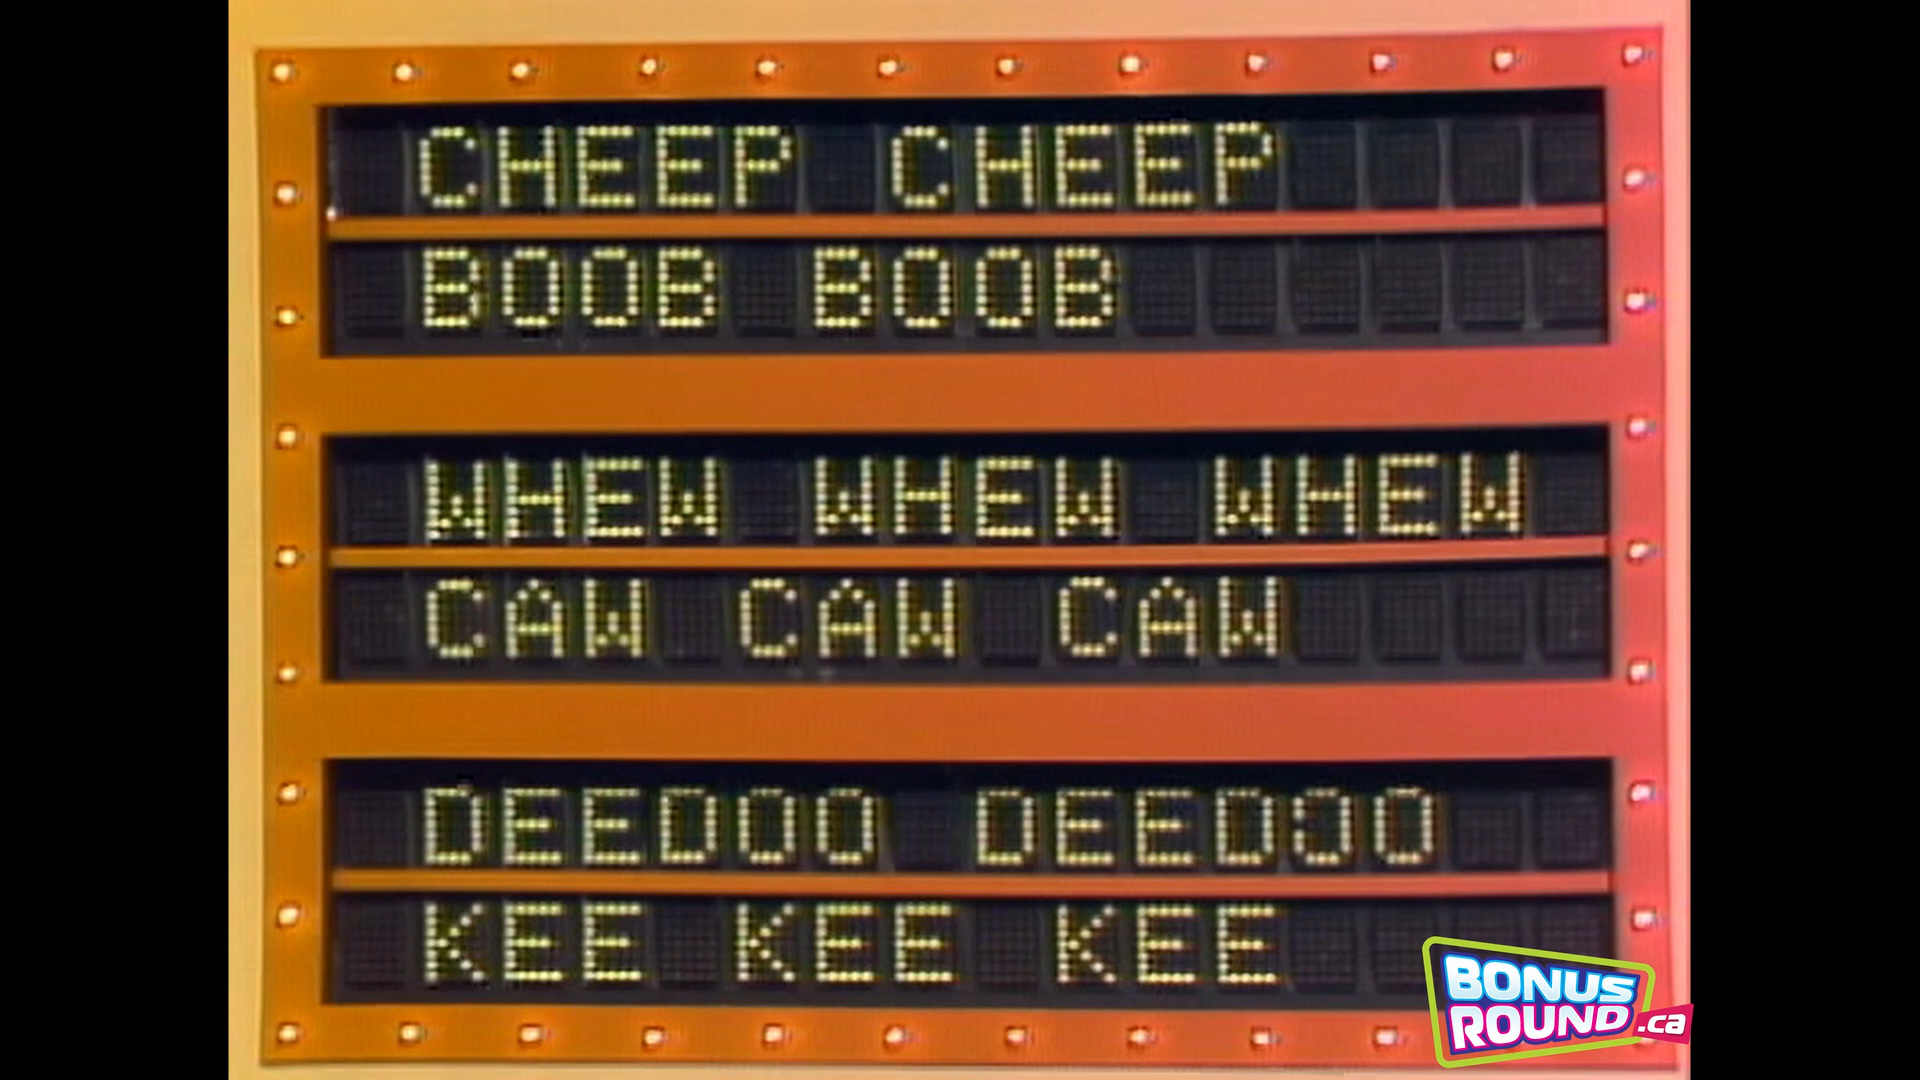 CHEEP CHEEP
BOOB BOOB
WHEW WHEW WHEW
CAW CAW CAW
DEEDOO DEEDOO
KEE KEE KEE
BONUS
ROUND.ca